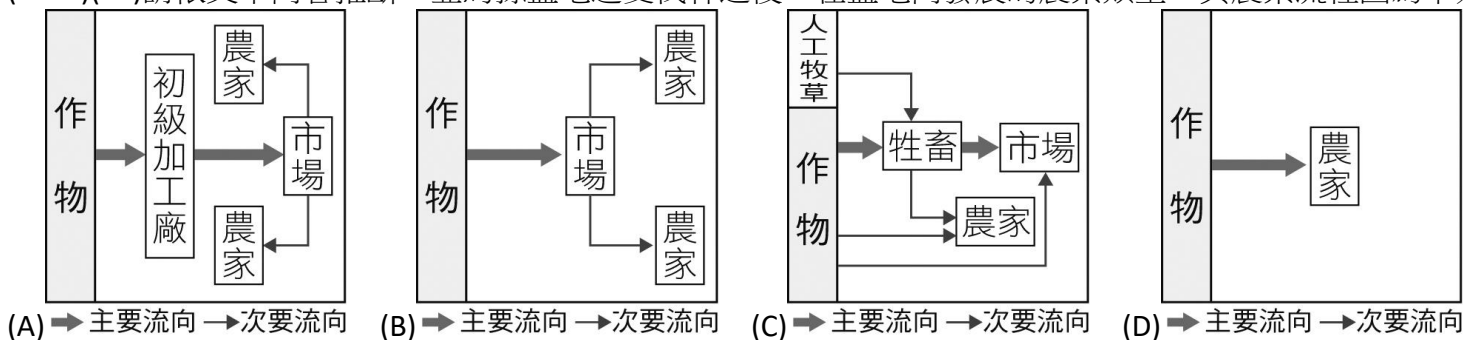 作物
初級加工廠
農家
市場
農家
作物
市場
農家
農家
人工牧草
作物
牲畜
市場
農家
作物
農家
(A) 主要流向 次要流向 (B) 主要流向 次要流向 (C) 主要流向 次要流向 (D) 主要流向 次要流向